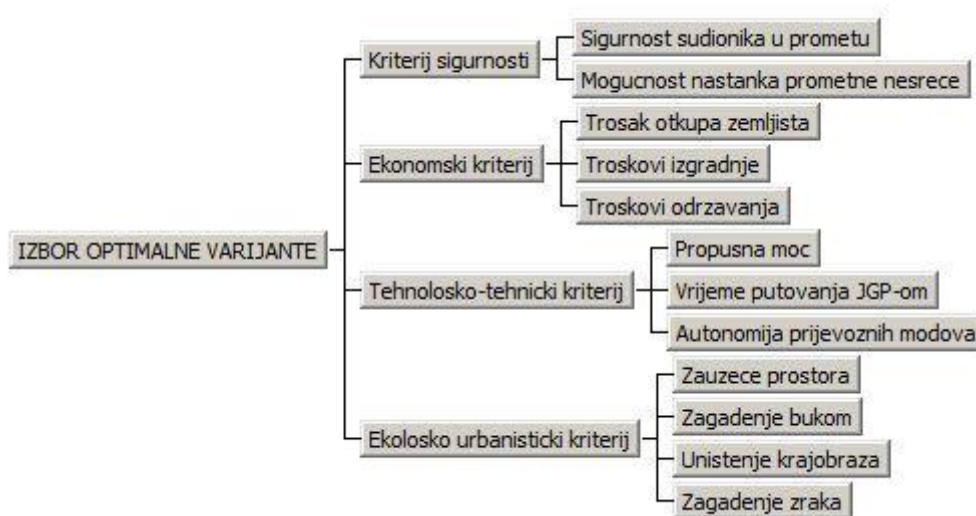 IZBOR OPTIMALNE VARIJANTE
Kriterij sigurnosti
Sigurnost sudionika u prometu
Mogucnost nastanka prometne nesrece
Ekonomski kriterij
Trosak otkupa zemljista
Troskovi izgradnje
Troskovi odrzavanja
Tehnolosko-tehnicki kriterij
Propusna moc
Vrijeme putovanja JGP-om
Autonomija prijevoznih modova
Ekolosko urbanisticki kriterij
Zauzece prostora
Zagadenje bukom
Unistenje krajobraza
Zagadenje zraka